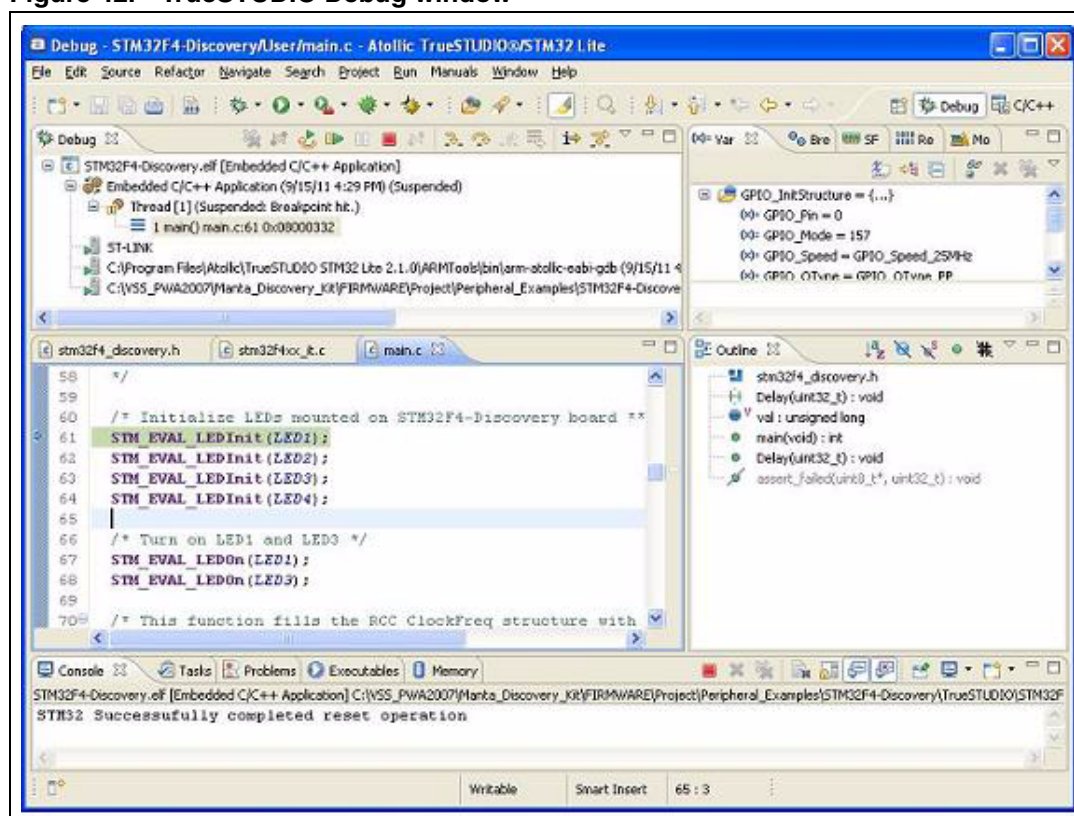 Figure 42. TrueSTUDIO Debug window
Debug - STM32F4-Discovery/User/main.c - Atollic TrueSTUDIO®/STM32 Lite
File Edit Source Refactor Navigate Search Project Run Manuals Window Help
Debug C/C++
Debug
STM32F4-Discovery.elf [Embedded C/C++ Application]
Embedded C/C++ Application (9/15/11 4:29 PM) (Suspended)
Thread [1] (Suspended: Breakpoint hit.)
1 main() main.c:61 0x08000332
ST-LINK
C:\Program Files\Atollic\TrueSTUDIO STM32 Lite 2.1.0\ARMTools\bin\arm-atollic-eabi-gdb (9/15/11 4
C:\VSS_PWA2007\Manta_Discovery_Kit\FIRMWARE\Project\Peripheral_Examples\STM32F4-Discove
(x)= Var Bre SF Re Mo
GPIO_InitStructure = {...}
(x)= GPIO_Pin = 0
(x)= GPIO_Mode = 157
(x)= GPIO_Speed = GPIO_Speed_25MHz
(x)= GPIO_OType = GPIO_OType_PP
stm32f4_discovery.h stm32f4xx_it.c main.c
58 */
59
60 /* Initialize LEDs mounted on STM32F4-Discovery board **
61 STM_EVAL_LEDInit(LED1);
62 STM_EVAL_LEDInit(LED2);
63 STM_EVAL_LEDInit(LED3);
64 STM_EVAL_LEDInit(LED4);
65
66 /* Turn on LED1 and LED3 */
67 STM_EVAL_LEDOn(LED1);
68 STM_EVAL_LEDOn(LED3);
69
70 /* This function fills the RCC_ClockFreq structure with
Outline
stm32f4_discovery.h
Delay(uint32_t) : void
val : unsigned long
main(void) : int
Delay(uint32_t) : void
assert_failed(uint8_t*, uint32_t) : void
Console Tasks Problems Executables Memory
STM32F4-Discovery.elf [Embedded C/C++ Application] C:\VSS_PWA2007\Manta_Discovery_Kit\FIRMWARE\Project\Peripheral_Examples\STM32F4-Discovery\TrueSTUDIO\STM32F
STM32 Successufully completed reset operation
Writable Smart Insert 65 : 3